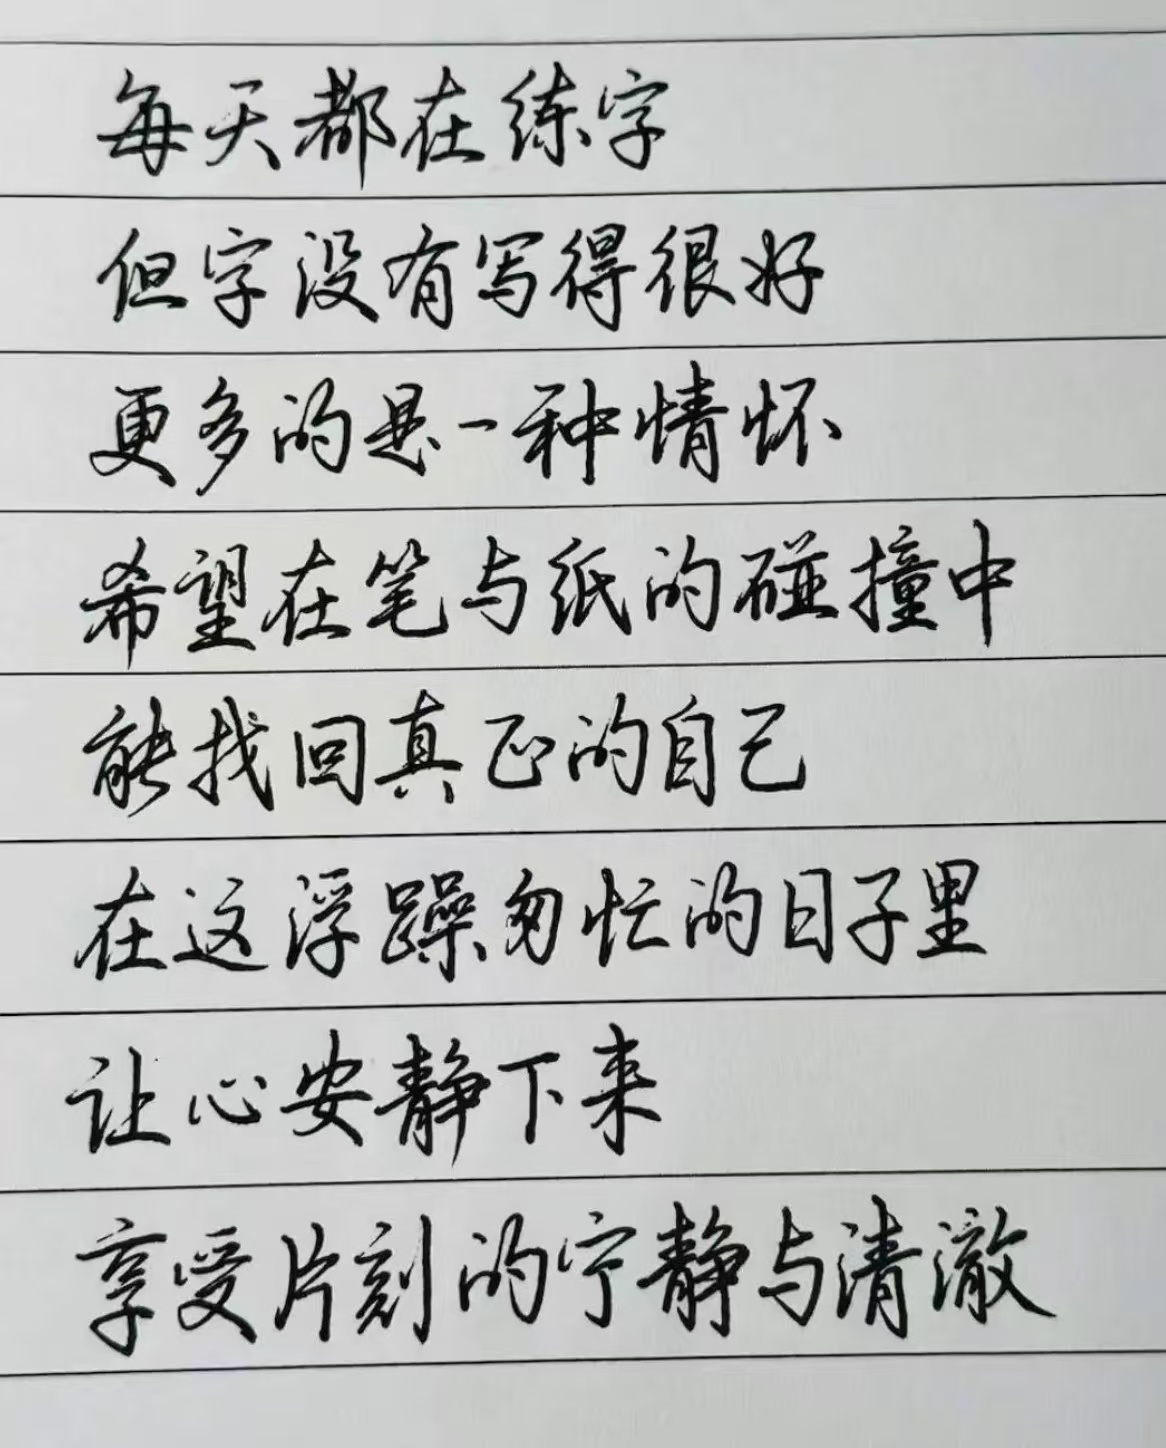 每天都在练字
但字没有写得很好
更多的是一种情怀
希望在笔与纸的碰撞中
能找回真正的自己
在这浮躁匆忙的日子里
让心安静下来
享受片刻的宁静与清澈